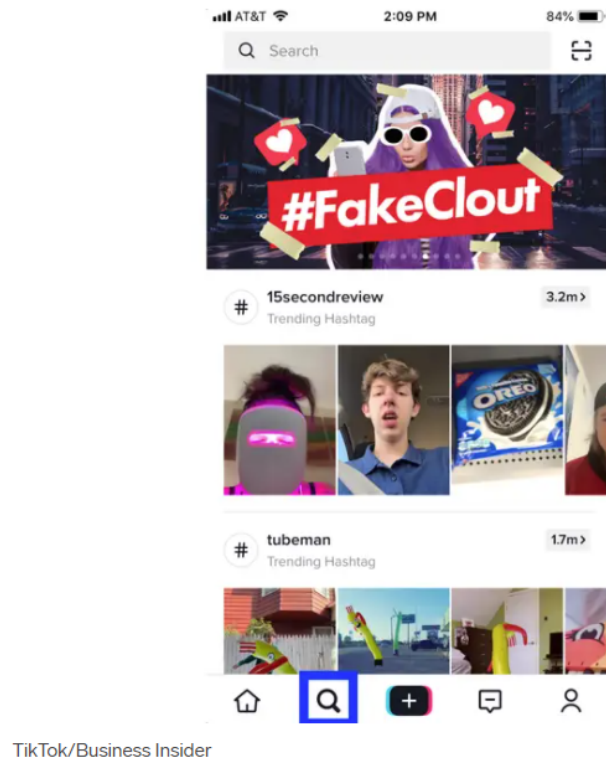 AT&T 2:09 PM 84%
Search
#FakeClout
# 15secondreview 3.2m >
Trending Hashtag
OREO
# tubeman 1.7m >
Trending Hashtag
TikTok/Business Insider